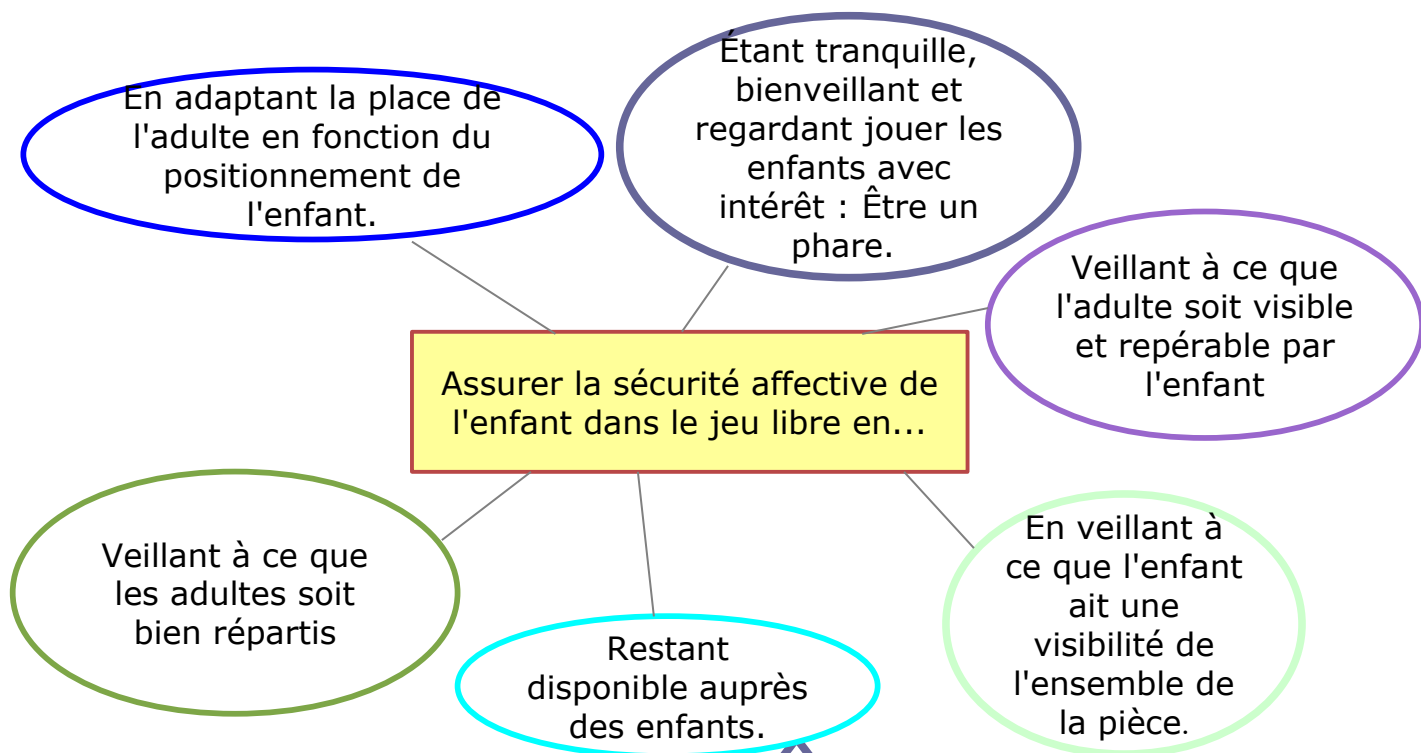 En adaptant la place de
l'adulte en fonction du
positionnement de
l'enfant.
Étant tranquille,
bienveillant et
regardant jouer les
enfants avec
intérêt : Être un
phare.
Veillant à ce que
l'adulte soit visible
et repérable par
l'enfant
Assurer la sécurité affective de
l'enfant dans le jeu libre en...
Veillant à ce que
les adultes soit
bien répartis
Restant
disponible auprès
des enfants.
En veillant à
ce que l'enfant
ait une
visibilité de
l'ensemble de
la pièce.